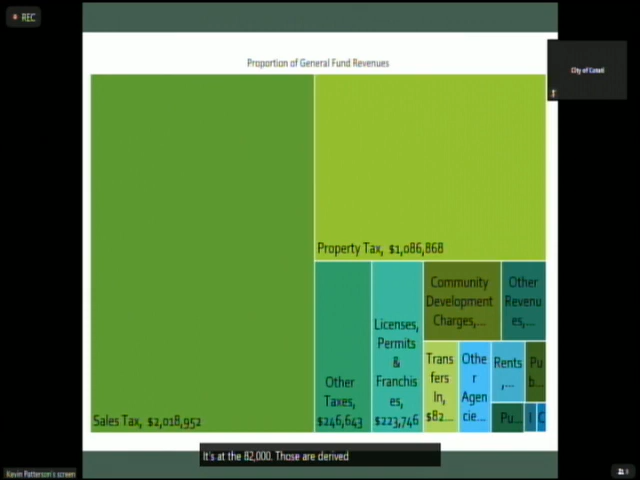 REC
Proportion of General Fund Revenues
City of Cotati
Property Tax, $1,086,868
Community
Development
Charges,...
Other
Revenu
es,...
Licenses,
Permits
&
Franchis
es,
$223,746
Other
Taxes,
$246,643
Trans
fers
In,
$82...
Othe
r
Agen
cie...
Rents
,...
Pu
b...
Pu...
I
C
Sales Tax, $2,018,952
It's at the 82,000. Those are derived
Kevin Patterson's screen